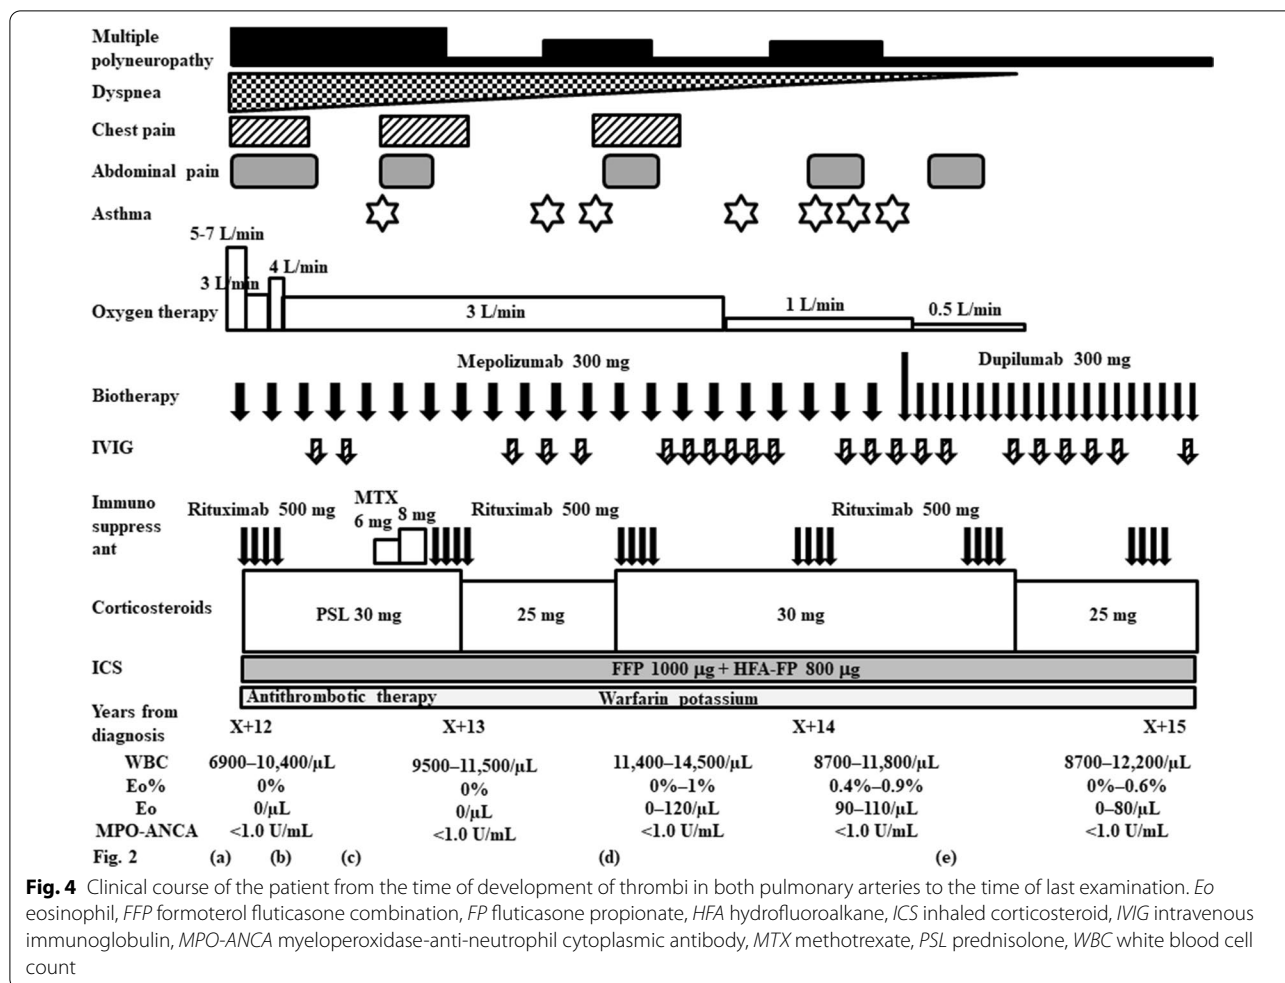 Multiple
polyneuropathy
Dyspnea
Chest pain
Abdominal pain
Asthma
5-7 L/min
4 L/min
3 L/min
Oxygen therapy
3 L/min
1 L/min
0.5 L/min
Mepolizumab 300 mg
Dupilumab 300 mg
Biotherapy
IVIG
Immuno
suppress
ant
Rituximab 500 mg
MTX
6 mg
8 mg
Rituximab 500 mg
Rituximab 500 mg
Corticosteroids
PSL 30 mg
25 mg
30 mg
25 mg
ICS
FFP 1000 µg + HFA-FP 800 µg
Antithrombotic therapy
Warfarin potassium
Years from
diagnosis
X+12 X+13 X+14 X+15
WBC 6900–10,400/µL 9500–11,500/µL 11,400–14,500/µL 8700–11,800/µL 8700–12,200/µL
Eo% 0% 0% 0%–1% 0.4%–0.9% 0%–0.6%
Eo 0/µL 0/µL 0–120/µL 90–110/µL 0–80/µL
MPO-ANCA <1.0 U/mL <1.0 U/mL <1.0 U/mL <1.0 U/mL <1.0 U/mL
Fig. 2 (a) (b) (c) (d) (e)
Fig. 4 Clinical course of the patient from the time of development of thrombi in both pulmonary arteries to the time of last examination. Eo
eosinophil, FFP formoterol fluticasone combination, FP fluticasone propionate, HFA hydrofluoroalkane, ICS inhaled corticosteroid, IVIG intravenous
immunoglobulin, MPO-ANCA myeloperoxidase-anti-neutrophil cytoplasmic antibody, MTX methotrexate, PSL prednisolone, WBC white blood cell
count